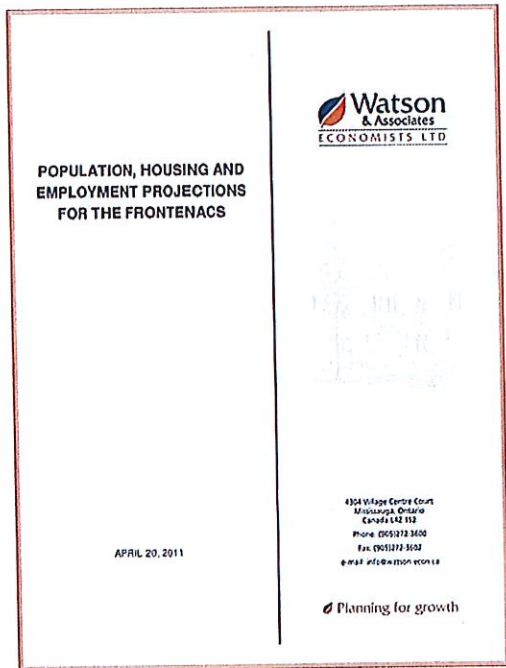 POPULATION, HOUSING AND
EMPLOYMENT PROJECTIONS
FOR THE FRONTENACS
APRIL 20, 2011
Watson
& Associates
ECONOMISTS LTD
4304 Village Centre Court
Mississauga, Ontario
Canada L4Z 1S2
Phone: (905)272-3600
Fax: (905)272-3602
e-mail: info@watson-econ.ca
Planning for growth